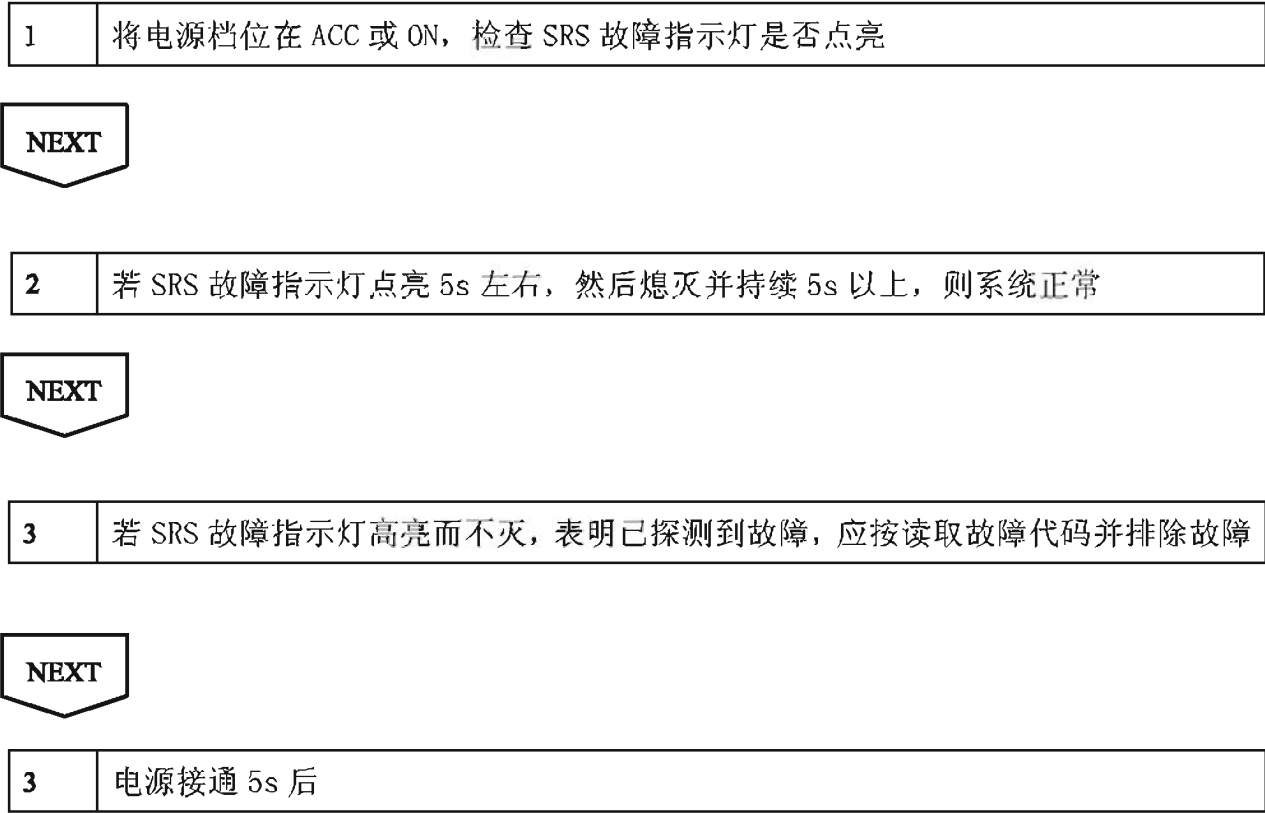 1 将电源档位在 ACC 或 ON，检查 SRS 故障指示灯是否点亮
NEXT
2 若 SRS 故障指示灯点亮 5s 左右，然后熄灭并持续 5s 以上，则系统正常
NEXT
3 若 SRS 故障指示灯高亮而不灭，表明已探测到故障，应按读取故障代码并排除故障
NEXT
3 电源接通 5s 后